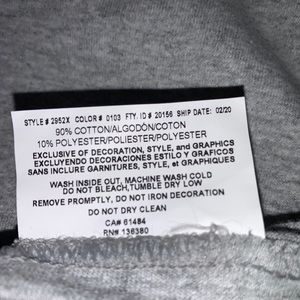 STYLE# 2952X COLOR# 0103 FTY. ID# 20156 SHIP DATE: 02/20
90% COTTON/ALGODÓN/COTON
10% POLYESTER/POLIESTER/POLYESTER
EXCLUSIVE OF DECORATION, STYLE, and GRAPHICS
EXCLUYENDO DECORACIONES ESTILO Y GRAFICOS
SANS INCLURE GARNITURES, STYLE, et GRAPHIQUES
WASH INSIDE OUT, MACHINE WASH COLD
DO NOT BLEACH,TUMBLE DRY LOW
REMOVE PROMPTLY, DO NOT IRON DECORATION
DO NOT DRY CLEAN
CA# 61484
RN# 136380